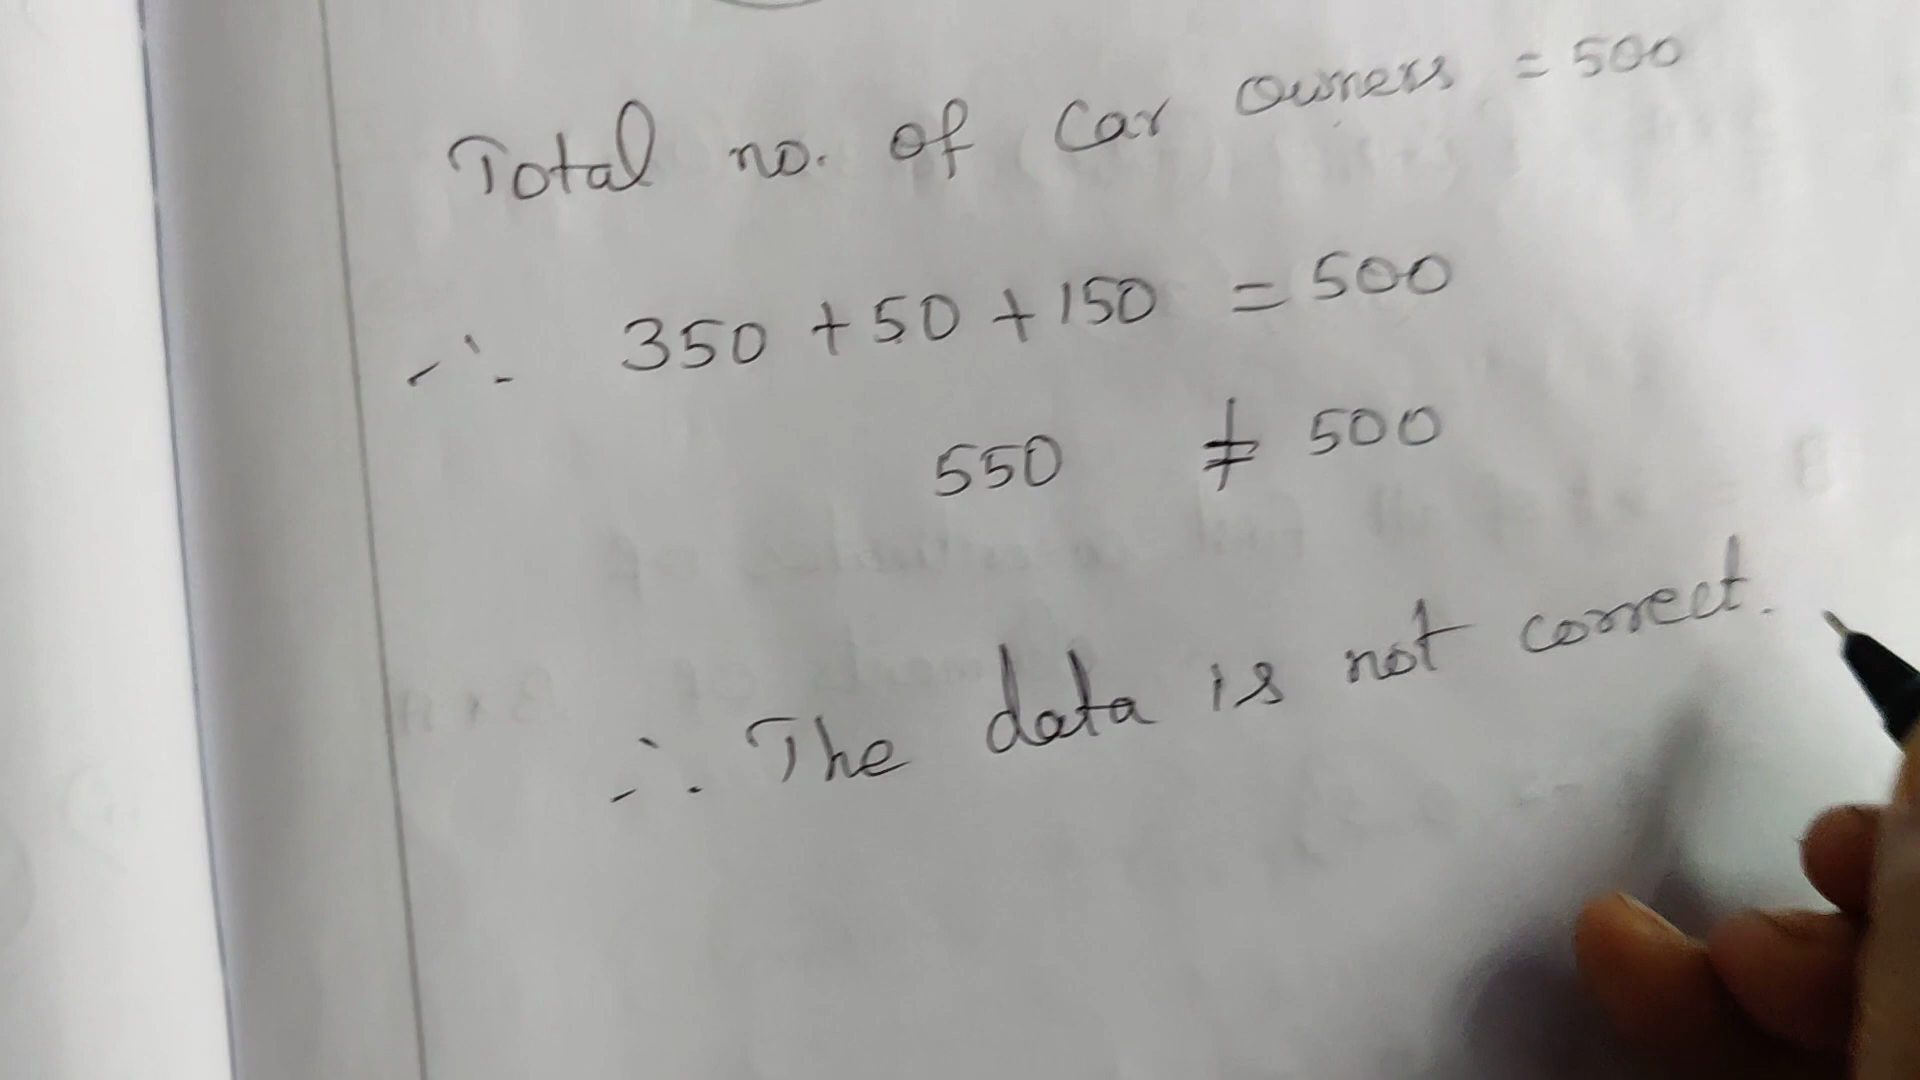 Total no. of Car owners = 500
∴ 350 + 50 + 150 = 500
550 ≠ 500
∴ The data is not correct.